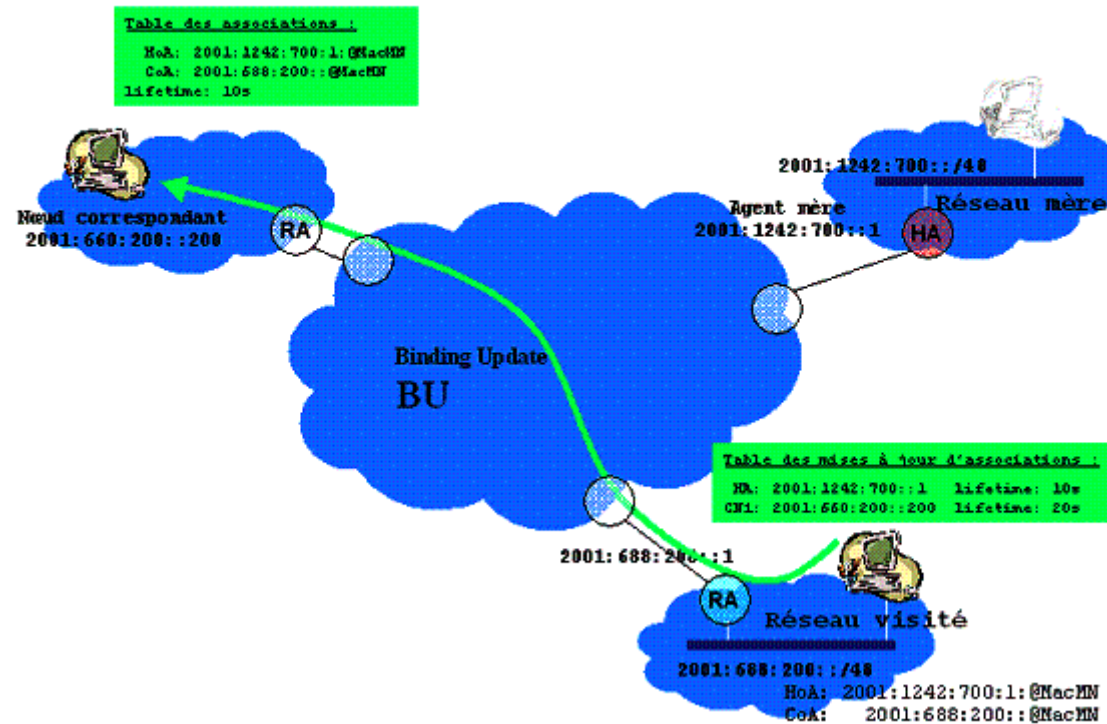 Table des associations :
HoA: 2001:1242:700:1:@MacMN
CoA: 2001:688:200::@MacMN
lifetime: 10s
2001:1242:700::/48
Réseau mère
Agent mère
2001:1242:700::1
HA
Nœud correspondant
2001:660:200::200
RA
Binding Update
BU
Table des mises à jour d'associations :
HA: 2001:1242:700::1 lifetime: 10s
CN1: 2001:660:200::200 lifetime: 20s
2001:688:200::1
RA
Réseau visité
2001:688:200::/48
HoA: 2001:1242:700:1:@MacMN
CoA: 2001:688:200::@MacMN